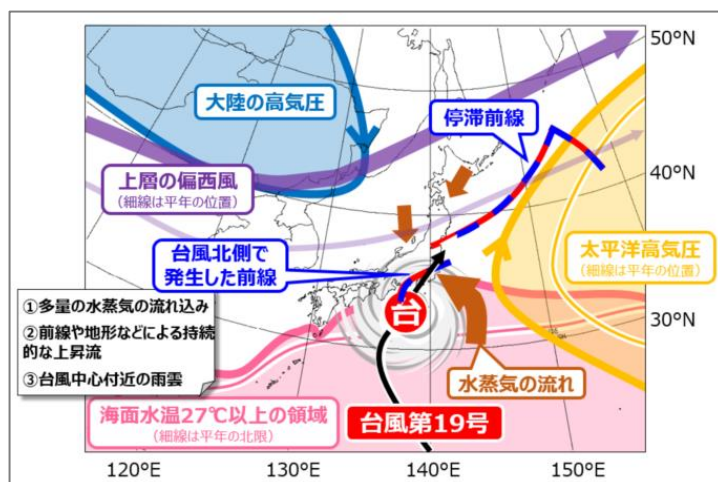 50°N
大陸の高気圧
停滞前線
上層の偏西風
(細線は平年の位置)
40°N
台風北側で
発生した前線
太平洋高気圧
(細線は平年の位置)
①多量の水蒸気の流れ込み
②前線や地形などによる持続
的な上昇流
③台風中心付近の雨雲
台
30°N
水蒸気の流れ
海面水温27℃以上の領域
(細線は平年の北限)
台風第19号
120°E
130°E
140°E
150°E